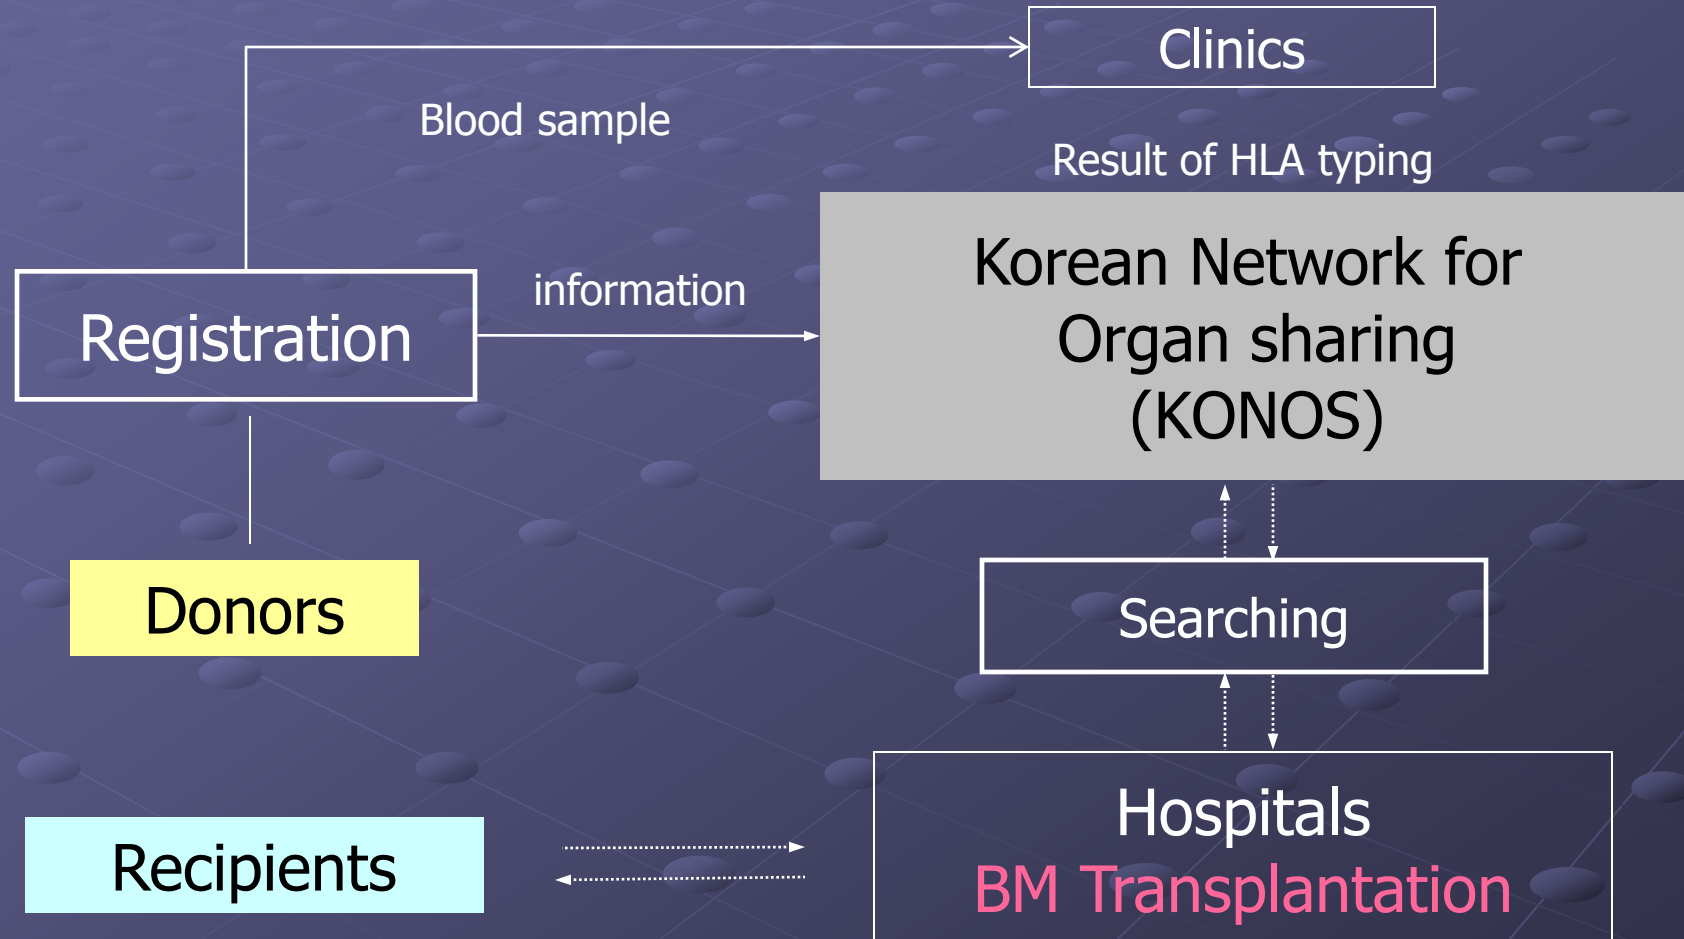 Clinics
Blood sample
Result of HLA typing
Korean Network for
Organ sharing
(KONOS)
information
Registration
Donors
Searching
Hospitals
BM Transplantation
Recipients